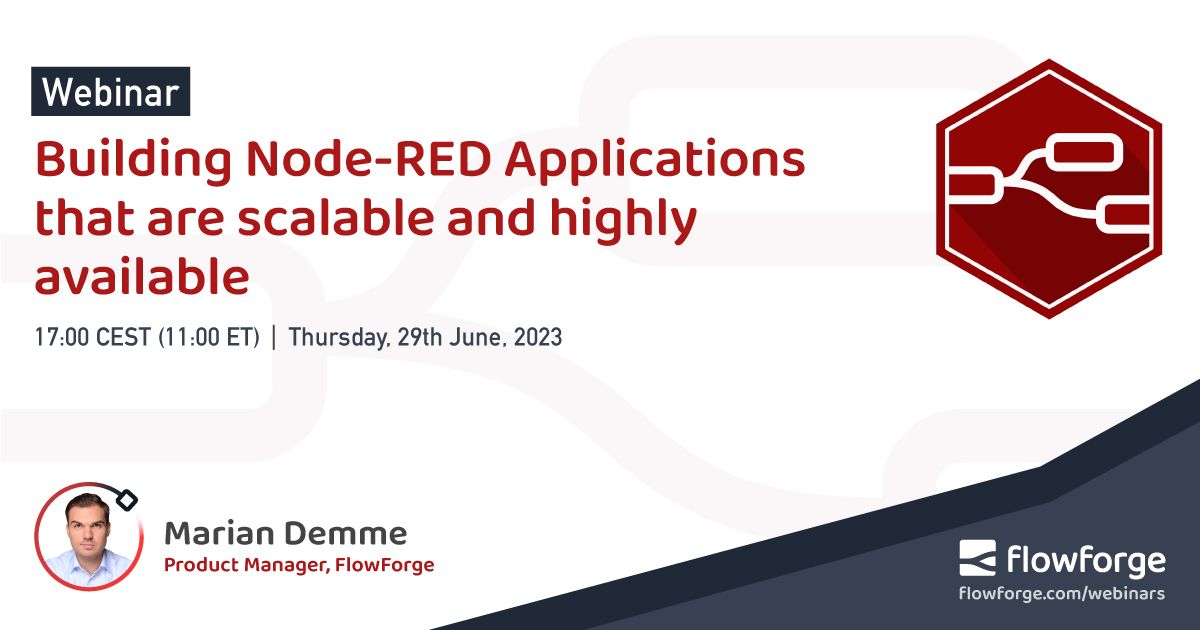 Webinar
Building Node-RED Applications
that are scalable and highly
available
17:00 CEST (11:00 ET) | Thursday, 29th June, 2023
Marian Demme
Product Manager, FlowForge
flowforge
flowforge.com/webinars